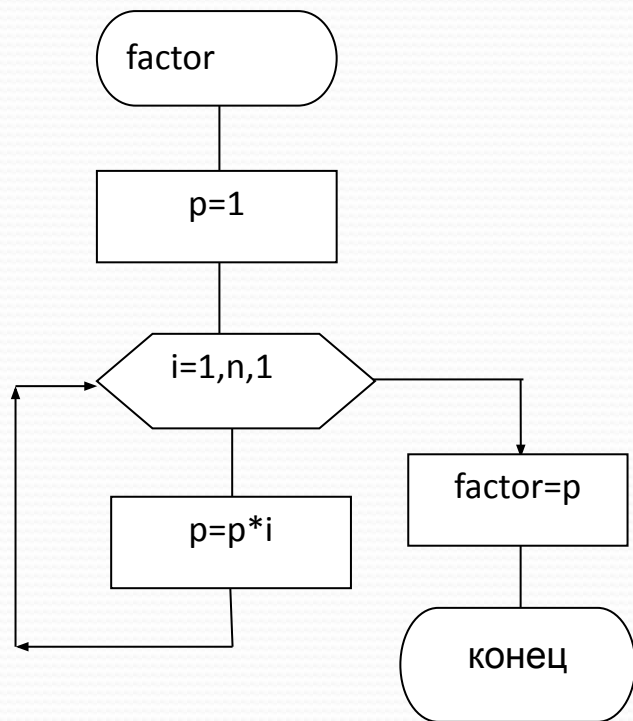 factor
p=1
i=1,n,1
p=p*i
factor=p
конец